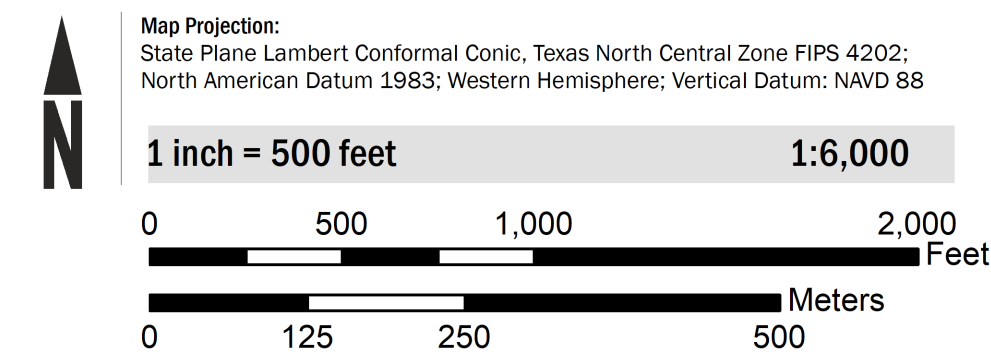 N
Map Projection:
State Plane Lambert Conformal Conic, Texas North Central Zone FIPS 4202;
North American Datum 1983; Western Hemisphere; Vertical Datum: NAVD 88
1 inch = 500 feet 1:6,000
0 500 1,000 2,000
Feet
Meters
0 125 250 500